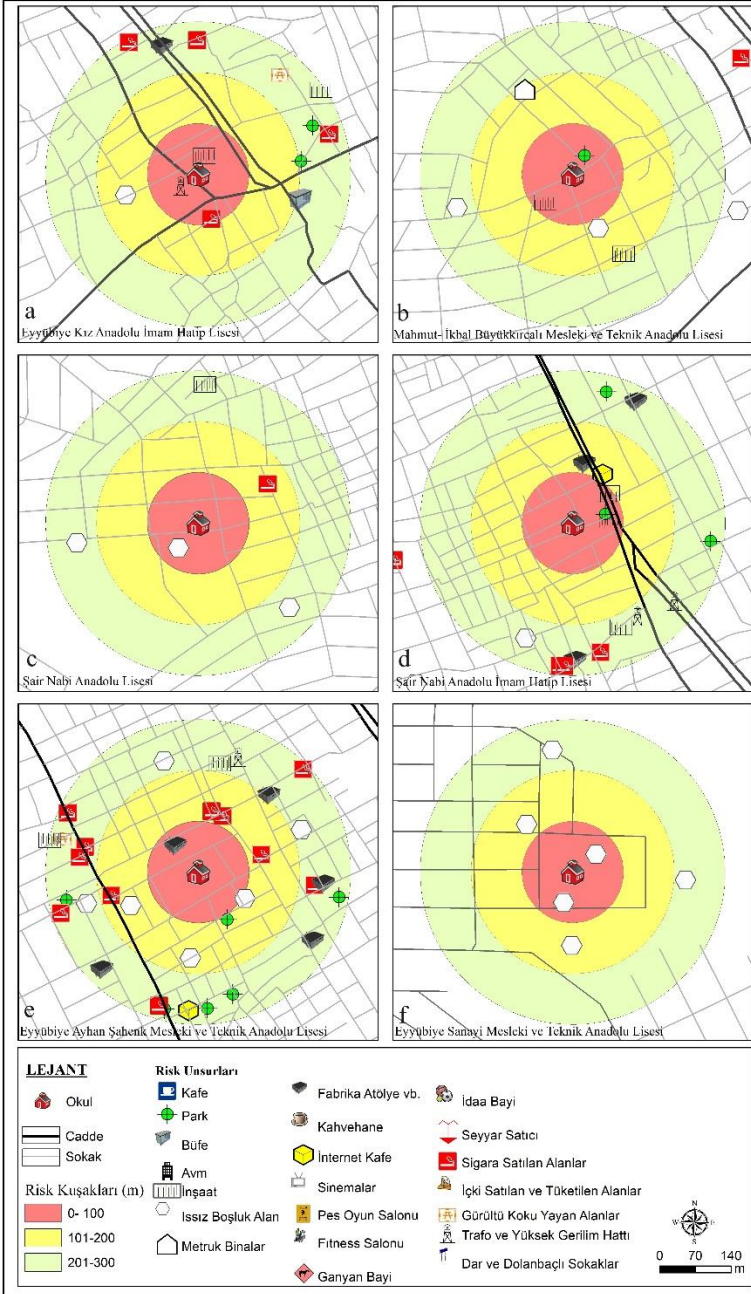 a
Eyyübiye Kız Anadolu İmam Hatip Lisesi
b
Mahmut- İkbal Büyükkırcalı Mesleki ve Teknik Anadolu Lisesi
c
Şair Nabi Anadolu Lisesi
d
Şair Nabi Anadolu İmam Hatip Lisesi
e
Eyyübiye Ayhan Şahenk Mesleki ve Teknik Anadolu Lisesi
f
Eyyübiye Sanayi Mesleki ve Teknik Anadolu Lisesi
LEJANT
Okul
Cadde
Sokak
Risk Kuşakları (m)
0- 100
101-200
201-300
Risk Unsurları
Kafe
Park
Büfe
Avm
İnşaat
Issız Boşluk Alan
Metruk Binalar
Fabrika Atölye vb.
Kahvehane
İnternet Kafe
Sinemalar
Pes Oyun Salonu
Fıtness Salonu
Ganyan Bayi
İdaa Bayi
Seyyar Satıcı
Sigara Satılan Alanlar
İçki Satılan ve Tüketilen Alanlar
Gürültü Koku Yayan Alanlar
Trafo ve Yüksek Gerilim Hattı
Dar ve Dolanbaçlı Sokaklar
N
W E
S
0 70 140
m